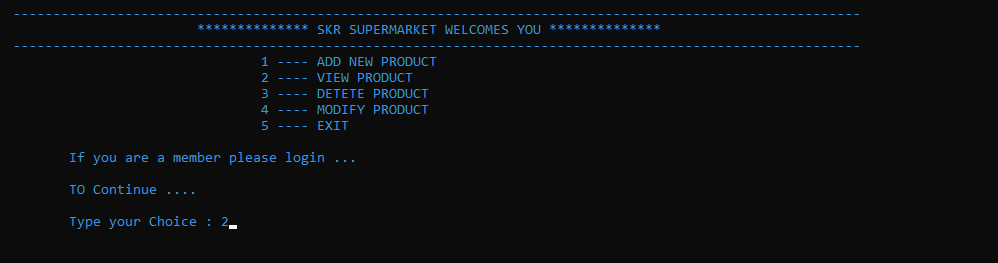 ----------------------------------------------------------------------------------------------------------
************** SKR SUPERMARKET WELCOMES YOU **************
----------------------------------------------------------------------------------------------------------
1 ---- ADD NEW PRODUCT
2 ---- VIEW PRODUCT
3 ---- DETETE PRODUCT
4 ---- MODIFY PRODUCT
5 ---- EXIT
If you are a member please login ...
TO Continue ....
Type your Choice : 2